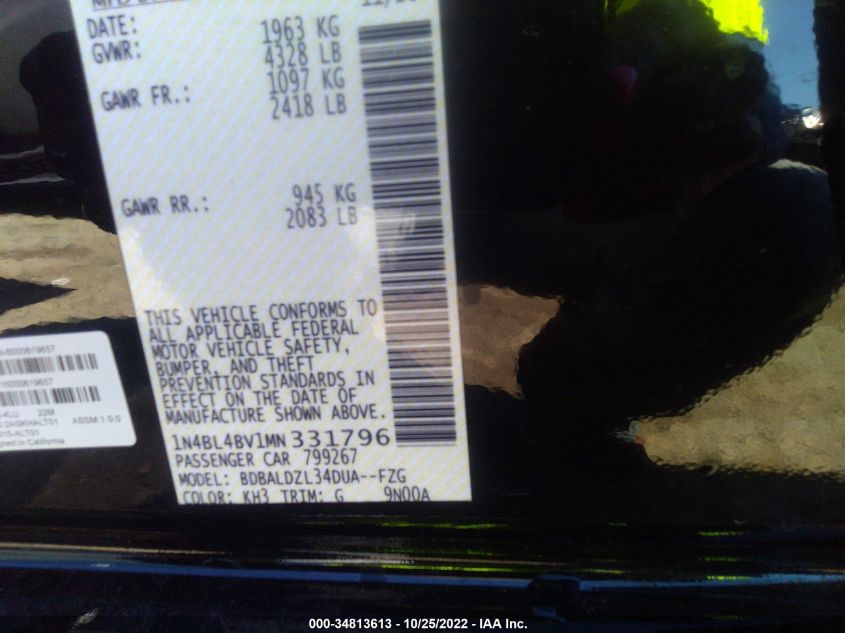 DATE:
GVWR: 1963 KG
4328 LB
GAWR FR.: 1097 KG
2418 LB
GAWR RR.: 945 KG
2083 LB
THIS VEHICLE CONFORMS TO
ALL APPLICABLE FEDERAL
MOTOR VEHICLE SAFETY,
BUMPER, AND THEFT
PREVENTION STANDARDS IN
EFFECT ON THE DATE OF
MANUFACTURE SHOWN ABOVE.
1N4BL4BV1MN331796
PASSENGER CAR 799267
MODEL: BDBALDZL34DUA--FZG
COLOR: KH3 TRIM: G 9N00A
22M
ASSM:1.0.0
in California
000-34813613 - 10/25/2022 - IAA Inc.